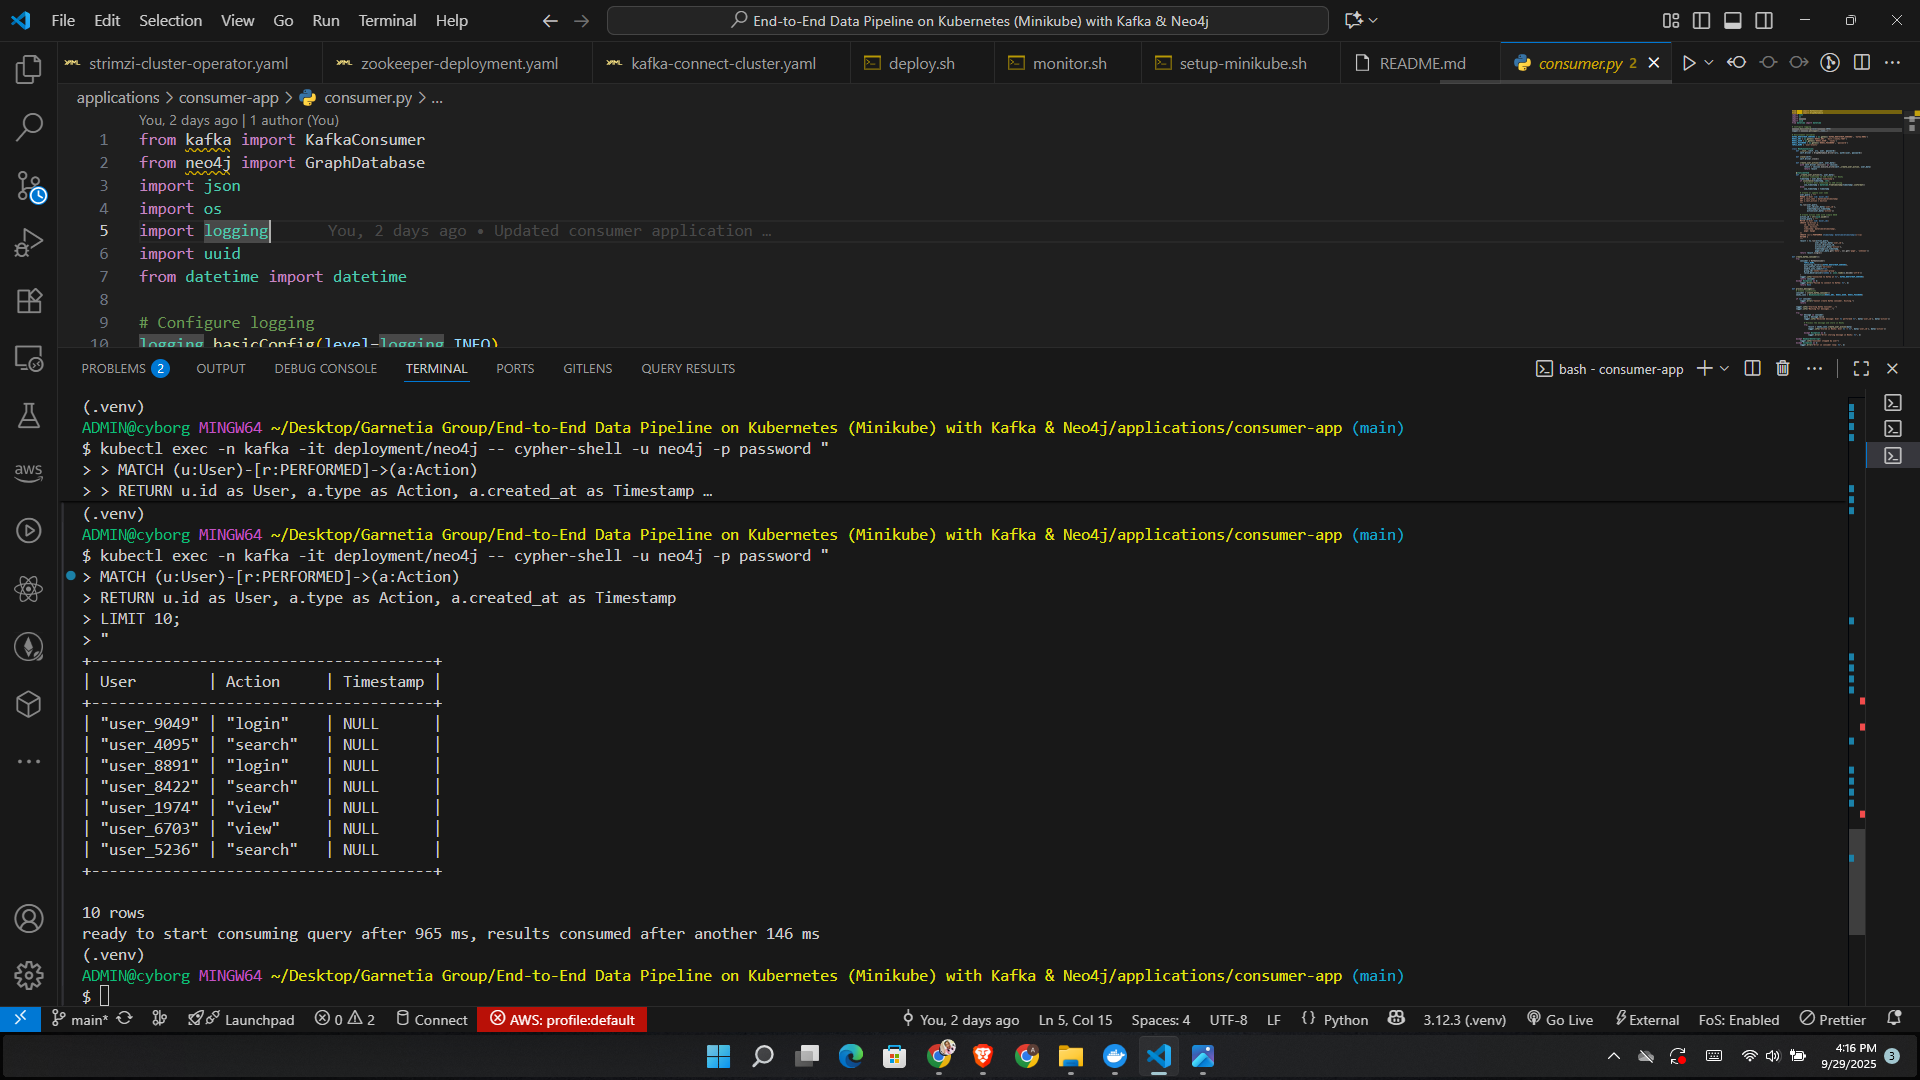 File Edit Selection View Go Run Terminal Help
End-to-End Data Pipeline on Kubernetes (Minikube) with Kafka & Neo4j
strimzi-cluster-operator.yaml zookeeper-deployment.yaml kafka-connect-cluster.yaml deploy.sh monitor.sh setup-minikube.sh README.md consumer.py 2
applications > consumer-app > consumer.py > ...
You, 2 days ago | 1 author (You)
1 from kafka import KafkaConsumer
2 from neo4j import GraphDatabase
3 import json
4 import os
5 import logging You, 2 days ago • Updated consumer application …
6 import uuid
7 from datetime import datetime
8
9 # Configure logging
10 logging.basicConfig(level=logging.INFO)
PROBLEMS 2 OUTPUT DEBUG CONSOLE TERMINAL PORTS GITLENS QUERY RESULTS
bash - consumer-app
(.venv)
ADMIN@cyborg MINGW64 ~/Desktop/Garnetia Group/End-to-End Data Pipeline on Kubernetes (Minikube) with Kafka & Neo4j/applications/consumer-app (main)
$ kubectl exec -n kafka -it deployment/neo4j -- cypher-shell -u neo4j -p password "
> > MATCH (u:User)-[r:PERFORMED]->(a:Action)
> > RETURN u.id as User, a.type as Action, a.created_at as Timestamp …
(.venv)
ADMIN@cyborg MINGW64 ~/Desktop/Garnetia Group/End-to-End Data Pipeline on Kubernetes (Minikube) with Kafka & Neo4j/applications/consumer-app (main)
$ kubectl exec -n kafka -it deployment/neo4j -- cypher-shell -u neo4j -p password "
> MATCH (u:User)-[r:PERFORMED]->(a:Action)
> RETURN u.id as User, a.type as Action, a.created_at as Timestamp
> LIMIT 10;
> "
+--------------------------------------+
| User | Action | Timestamp |
+--------------------------------------+
| "user_9049" | "login" | NULL |
| "user_4095" | "search" | NULL |
| "user_8891" | "login" | NULL |
| "user_8422" | "search" | NULL |
| "user_1974" | "view" | NULL |
| "user_6703" | "view" | NULL |
| "user_5236" | "search" | NULL |
+--------------------------------------+
10 rows
ready to start consuming query after 965 ms, results consumed after another 146 ms
(.venv)
ADMIN@cyborg MINGW64 ~/Desktop/Garnetia Group/End-to-End Data Pipeline on Kubernetes (Minikube) with Kafka & Neo4j/applications/consumer-app (main)
$
aws
main* Launchpad 0 2 Connect AWS: profile:default You, 2 days ago Ln 5, Col 15 Spaces: 4 UTF-8 LF {} Python 3.12.3 (.venv) Go Live External FoS: Enabled Prettier
4:16 PM
9/29/2025
3